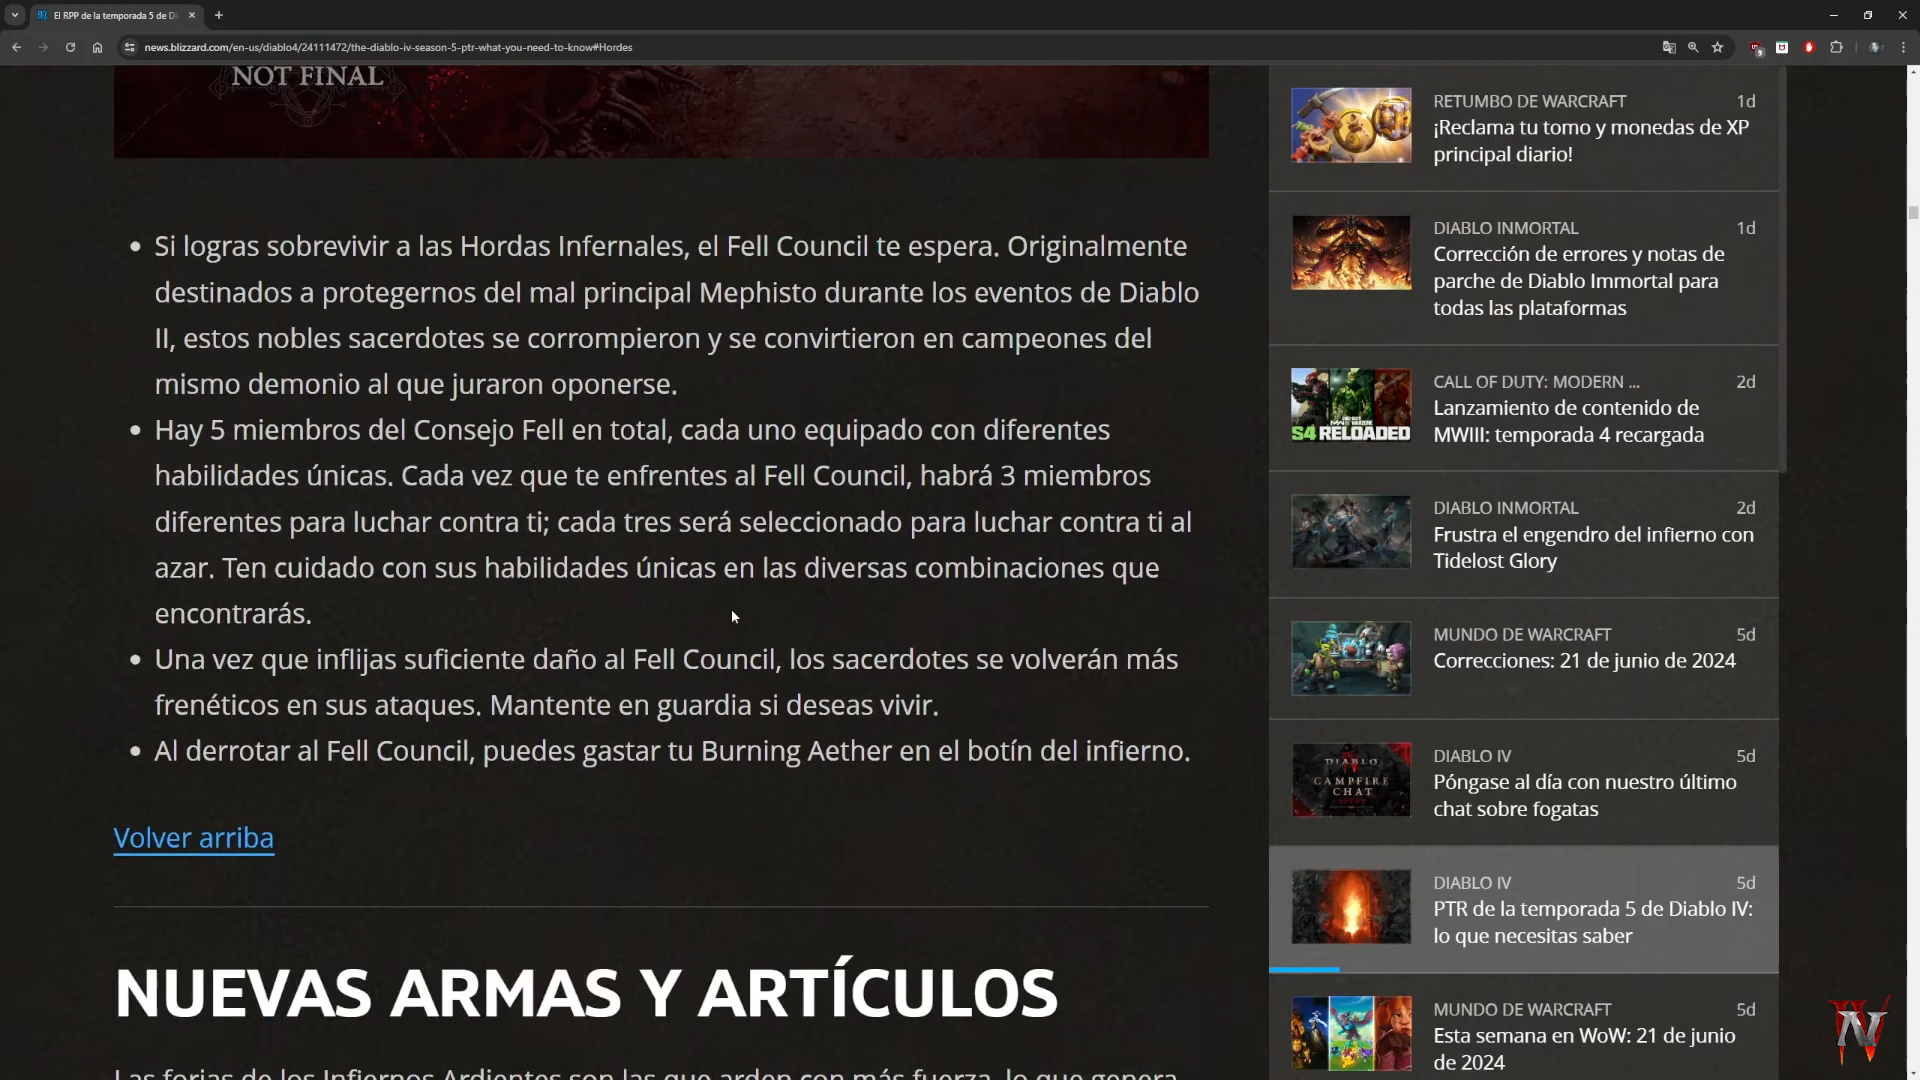 El RPP de la temporada 5 de Di
news.blizzard.com/en-us/diablo4/24111472/the-diablo-iv-season-5-ptr-what-you-need-to-know#Hordes
NOT FINAL
Si logras sobrevivir a las Hordas Infernales, el Fell Council te espera. Originalmente
destinados a protegernos del mal principal Mephisto durante los eventos de Diablo
II, estos nobles sacerdotes se corrompieron y se convirtieron en campeones del
mismo demonio al que juraron oponerse.
Hay 5 miembros del Consejo Fell en total, cada uno equipado con diferentes
habilidades únicas. Cada vez que te enfrentes al Fell Council, habrá 3 miembros
diferentes para luchar contra ti; cada tres será seleccionado para luchar contra ti al
azar. Ten cuidado con sus habilidades únicas en las diversas combinaciones que
encontrarás.
Una vez que inflijas suficiente daño al Fell Council, los sacerdotes se volverán más
frenéticos en sus ataques. Mantente en guardia si deseas vivir.
Al derrotar al Fell Council, puedes gastar tu Burning Aether en el botín del infierno.
Volver arriba
NUEVAS ARMAS Y ARTÍCULOS
Las forjas de los Infiernos Ardientes son las que arden con más fuerza, lo que genera
RETUMBO DE WARCRAFT 1d
¡Reclama tu tomo y monedas de XP
principal diario!
DIABLO INMORTAL 1d
Corrección de errores y notas de
parche de Diablo Immortal para
todas las plataformas
CALL OF DUTY: MODERN ... 2d
Lanzamiento de contenido de
MWIII: temporada 4 recargada
S4 RELOADED
DIABLO INMORTAL 2d
Frustra el engendro del infierno con
Tidelost Glory
MUNDO DE WARCRAFT 5d
Correcciones: 21 de junio de 2024
DIABLO IV 5d
Póngase al día con nuestro último
chat sobre fogatas
DIABLO
CAMPFIRE
CHAT
DIABLO IV 5d
PTR de la temporada 5 de Diablo IV:
lo que necesitas saber
MUNDO DE WARCRAFT 5d
Esta semana en WoW: 21 de junio
de 2024